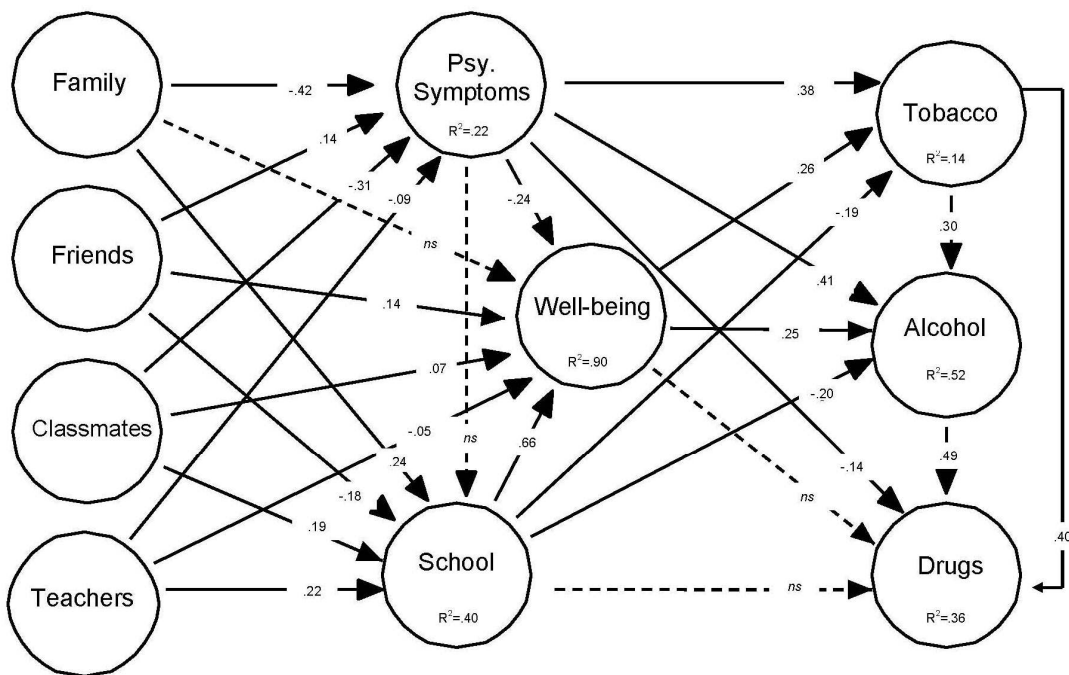 Family
Psy.
Symptoms
R²=.22
Tobacco
R²=.14
-.42
.38
.14
.26
-.31
-.09
-.24
-.19
.30
Friends
ns
Well-being
R²=.90
.14
.41
.25
Alcohol
R²=.52
Classmates
.07
-.20
-.05
ns
.66
.24
-.14
.49
-.18
ns
.19
.40
School
R²=.40
Drugs
R²=.36
Teachers
.22
ns